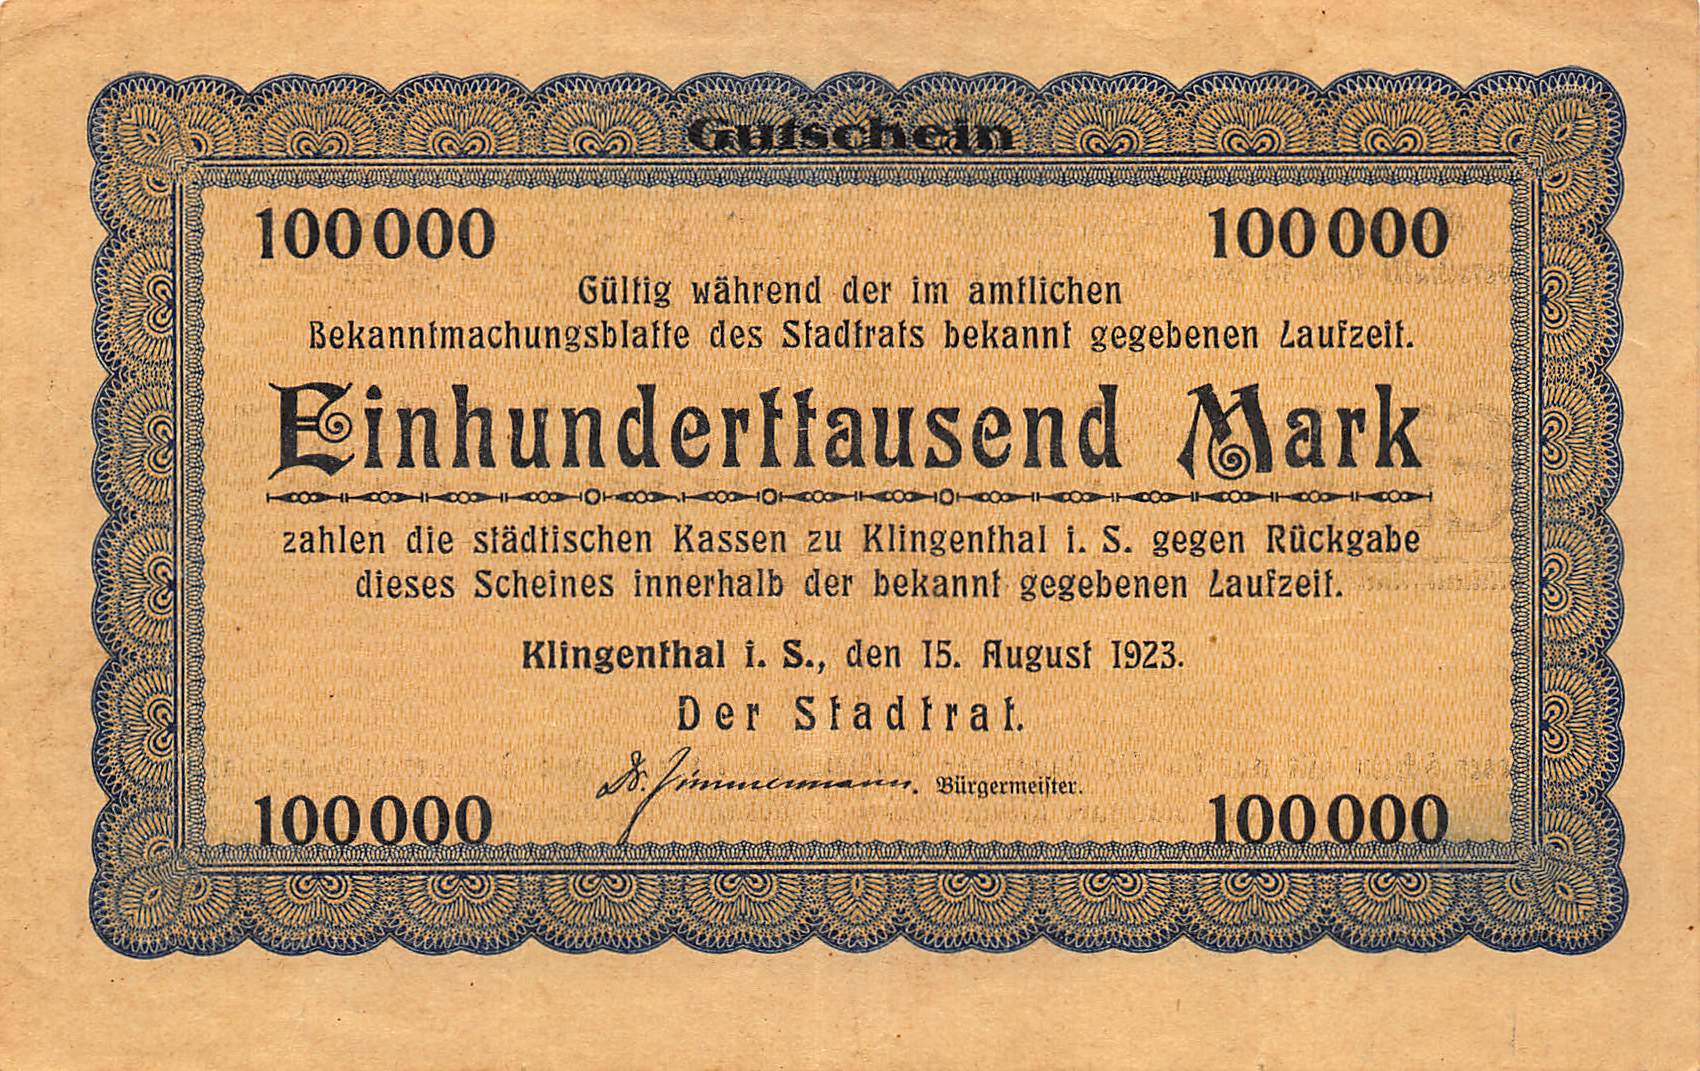 Gutschein
100000 100000
Gültig während der im amtlichen
Bekanntmachungsblatte des Stadtrats bekannt gegebenen Laufzeit.
Einhunderttausend Mark
zahlen die städtischen Kassen zu Klingenthal i. S. gegen Rückgabe
dieses Scheines innerhalb der bekannt gegebenen Laufzeit.
Klingenthal i. S., den 15. August 1923.
Der Stadtrat.
Dr. Zimmermann. Bürgermeister.
100000 100000